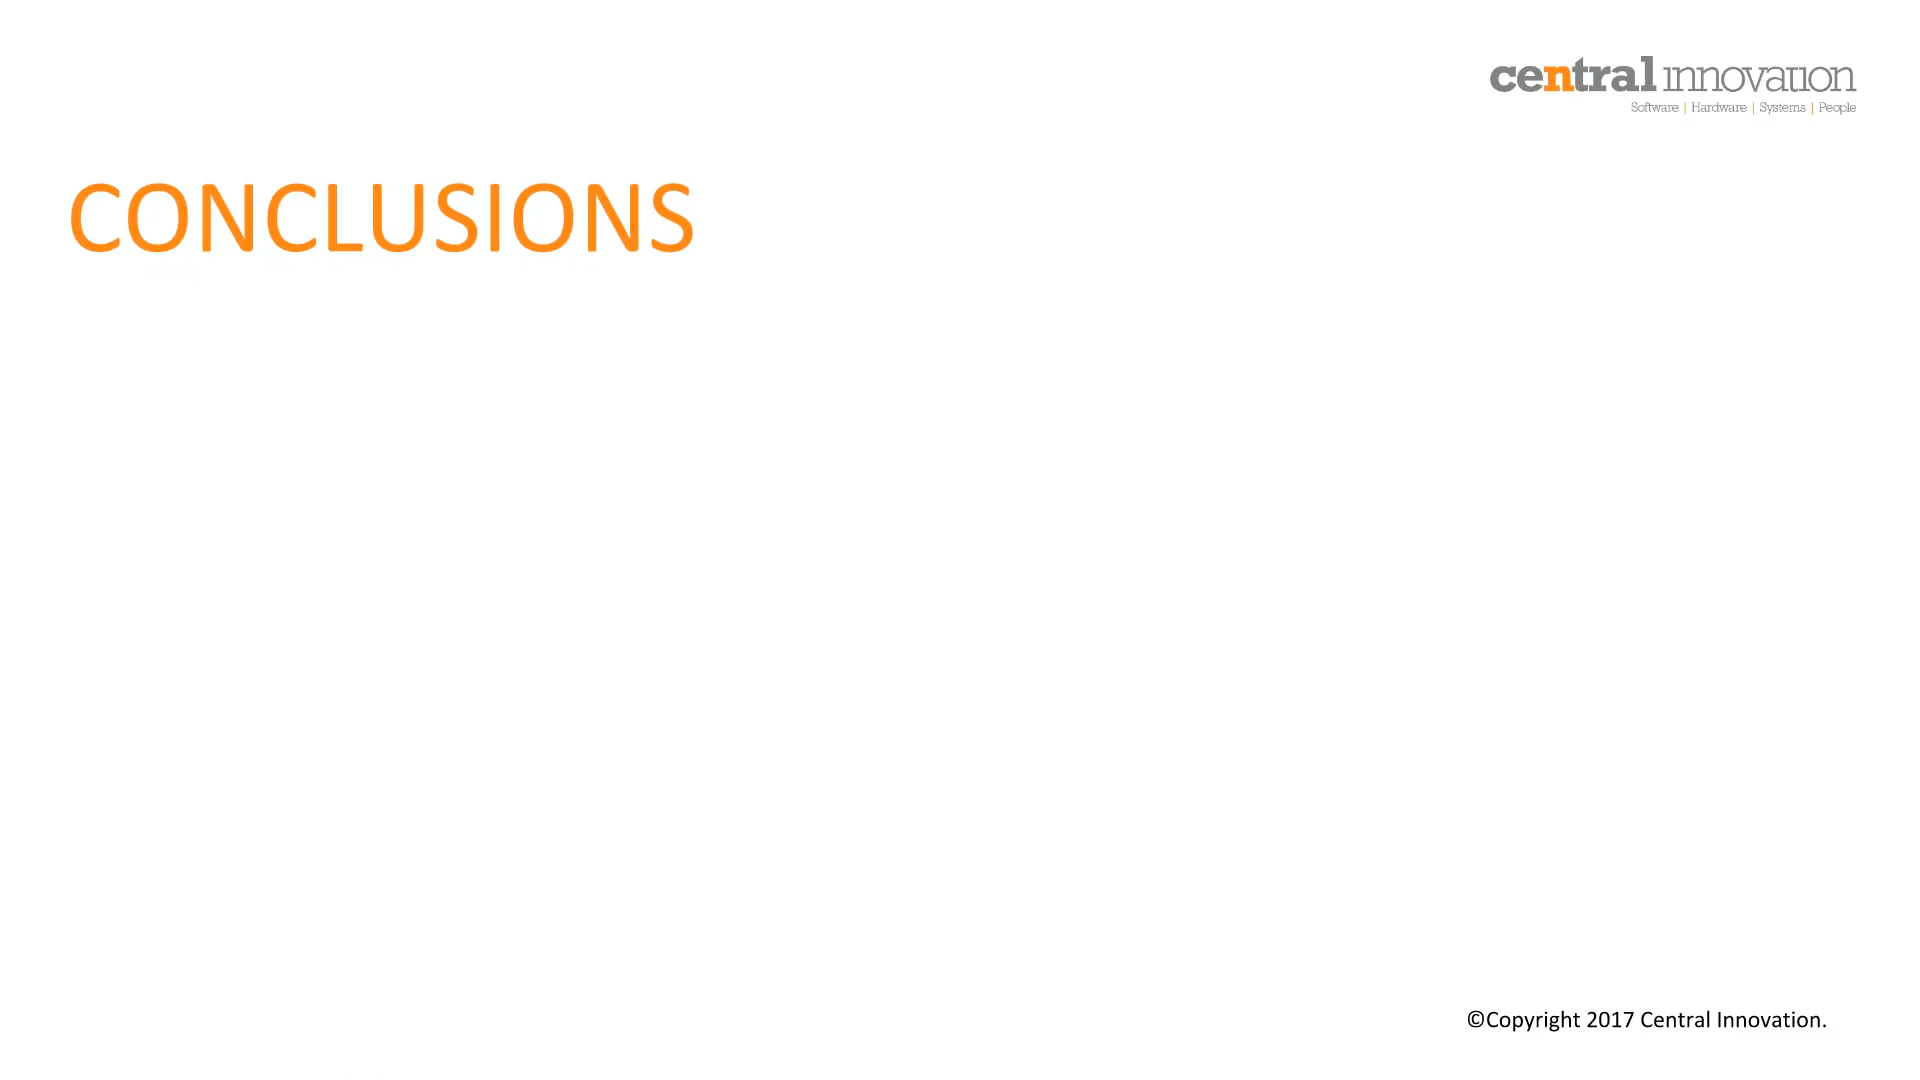 central innovation
Software | Hardware | Systems | People
CONCLUSIONS
©Copyright 2017 Central Innovation.